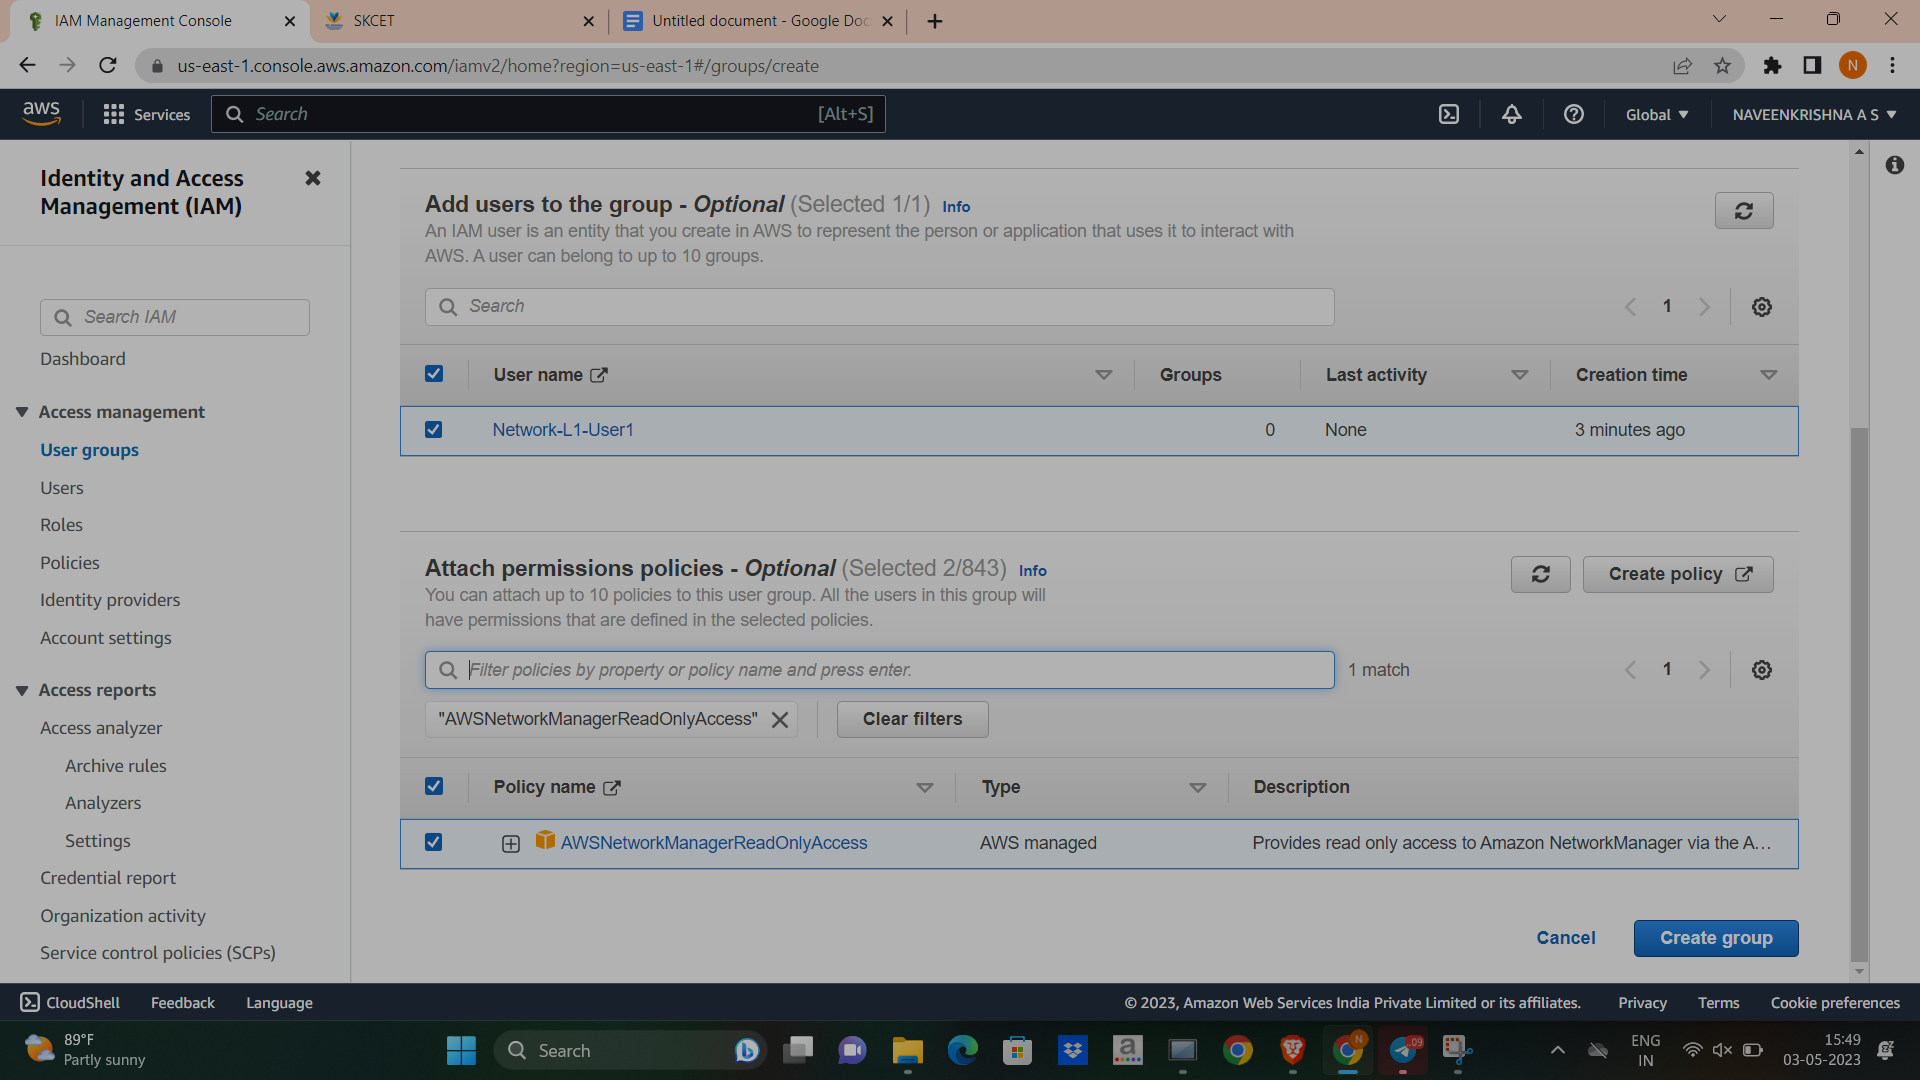 IAM Management Console
SKCET
Untitled document - Google Doc
us-east-1.console.aws.amazon.com/iamv2/home?region=us-east-1#/groups/create
N
aws
Services
Search
[Alt+S]
Global
NAVEENKRISHNA A S
Identity and Access
Management (IAM)
Search IAM
Dashboard
Access management
User groups
Users
Roles
Policies
Identity providers
Account settings
Access reports
Access analyzer
Archive rules
Analyzers
Settings
Credential report
Organization activity
Service control policies (SCPs)
Add users to the group - Optional (Selected 1/1) Info
An IAM user is an entity that you create in AWS to represent the person or application that uses it to interact with
AWS. A user can belong to up to 10 groups.
Search
1
User name Groups Last activity Creation time
Network-L1-User1 0 None 3 minutes ago
Attach permissions policies - Optional (Selected 2/843) Info
You can attach up to 10 policies to this user group. All the users in this group will
have permissions that are defined in the selected policies.
Create policy
Filter policies by property or policy name and press enter.
1 match
1
"AWSNetworkManagerReadOnlyAccess"
Clear filters
Policy name Type Description
AWSNetworkManagerReadOnlyAccess AWS managed Provides read only access to Amazon NetworkManager via the A...
Cancel
Create group
CloudShell Feedback Language
© 2023, Amazon Web Services India Private Limited or its affiliates. Privacy Terms Cookie preferences
89°F
Partly sunny
Search
a
N
.09
ENG
IN
15:49
03-05-2023